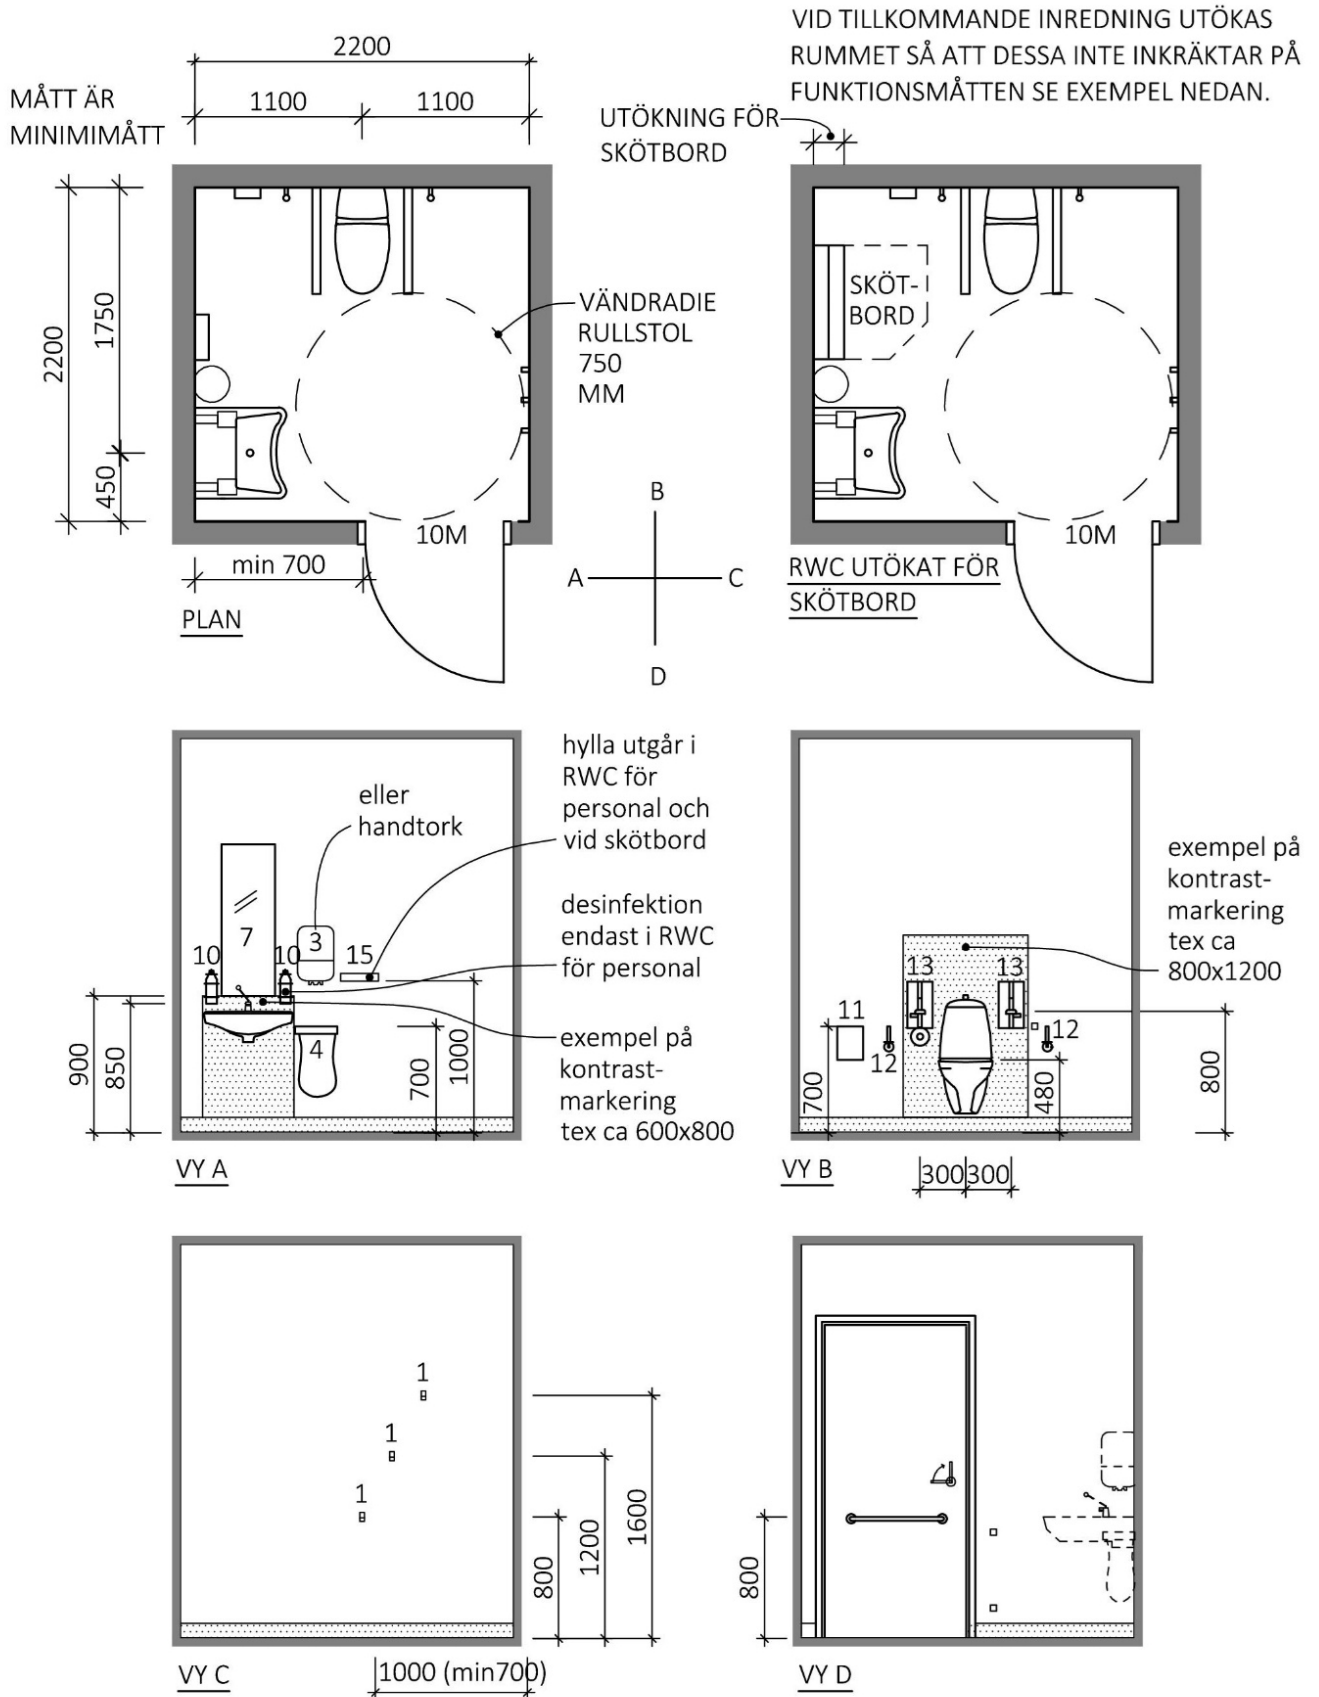 VID TILLKOMMANDE INREDNING UTÖKAS
RUMMET SÅ ATT DESSA INTE INKRÄKTAR PÅ
FUNKTIONSMÅTTEN SE EXEMPEL NEDAN.
MÅTT ÄR
MINIMIMÅTT
2200
1100
1100
UTÖKNING FÖR
SKÖTBORD
2200
1750
450
VÄNDRADIE
RULLSTOL
750
MM
SKÖT-
BORD
10M
min 700
PLAN
B
A
C
D
10M
RWC UTÖKAT FÖR
SKÖTBORD
eller
handtork
hylla utgår i
RWC för
personal och
vid skötbord
desinfektion
endast i RWC
för personal
exempel på
kontrast-
markering
tex ca 600x800
7
3
10
10
15
4
900
850
700
1000
VY A
exempel på
kontrast-
markering
tex ca
800x1200
13
13
11
12
12
700
480
800
300
300
VY B
1
1
1
800
1200
1600
VY C
1000 (min700)
800
VY D